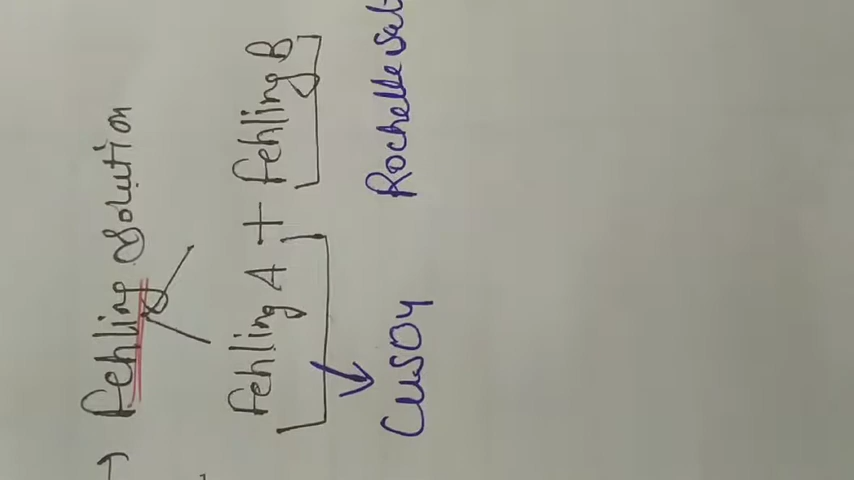 → Fehling Solution
Fehling A + Fehling B
CuSO4 Rochelle Salt